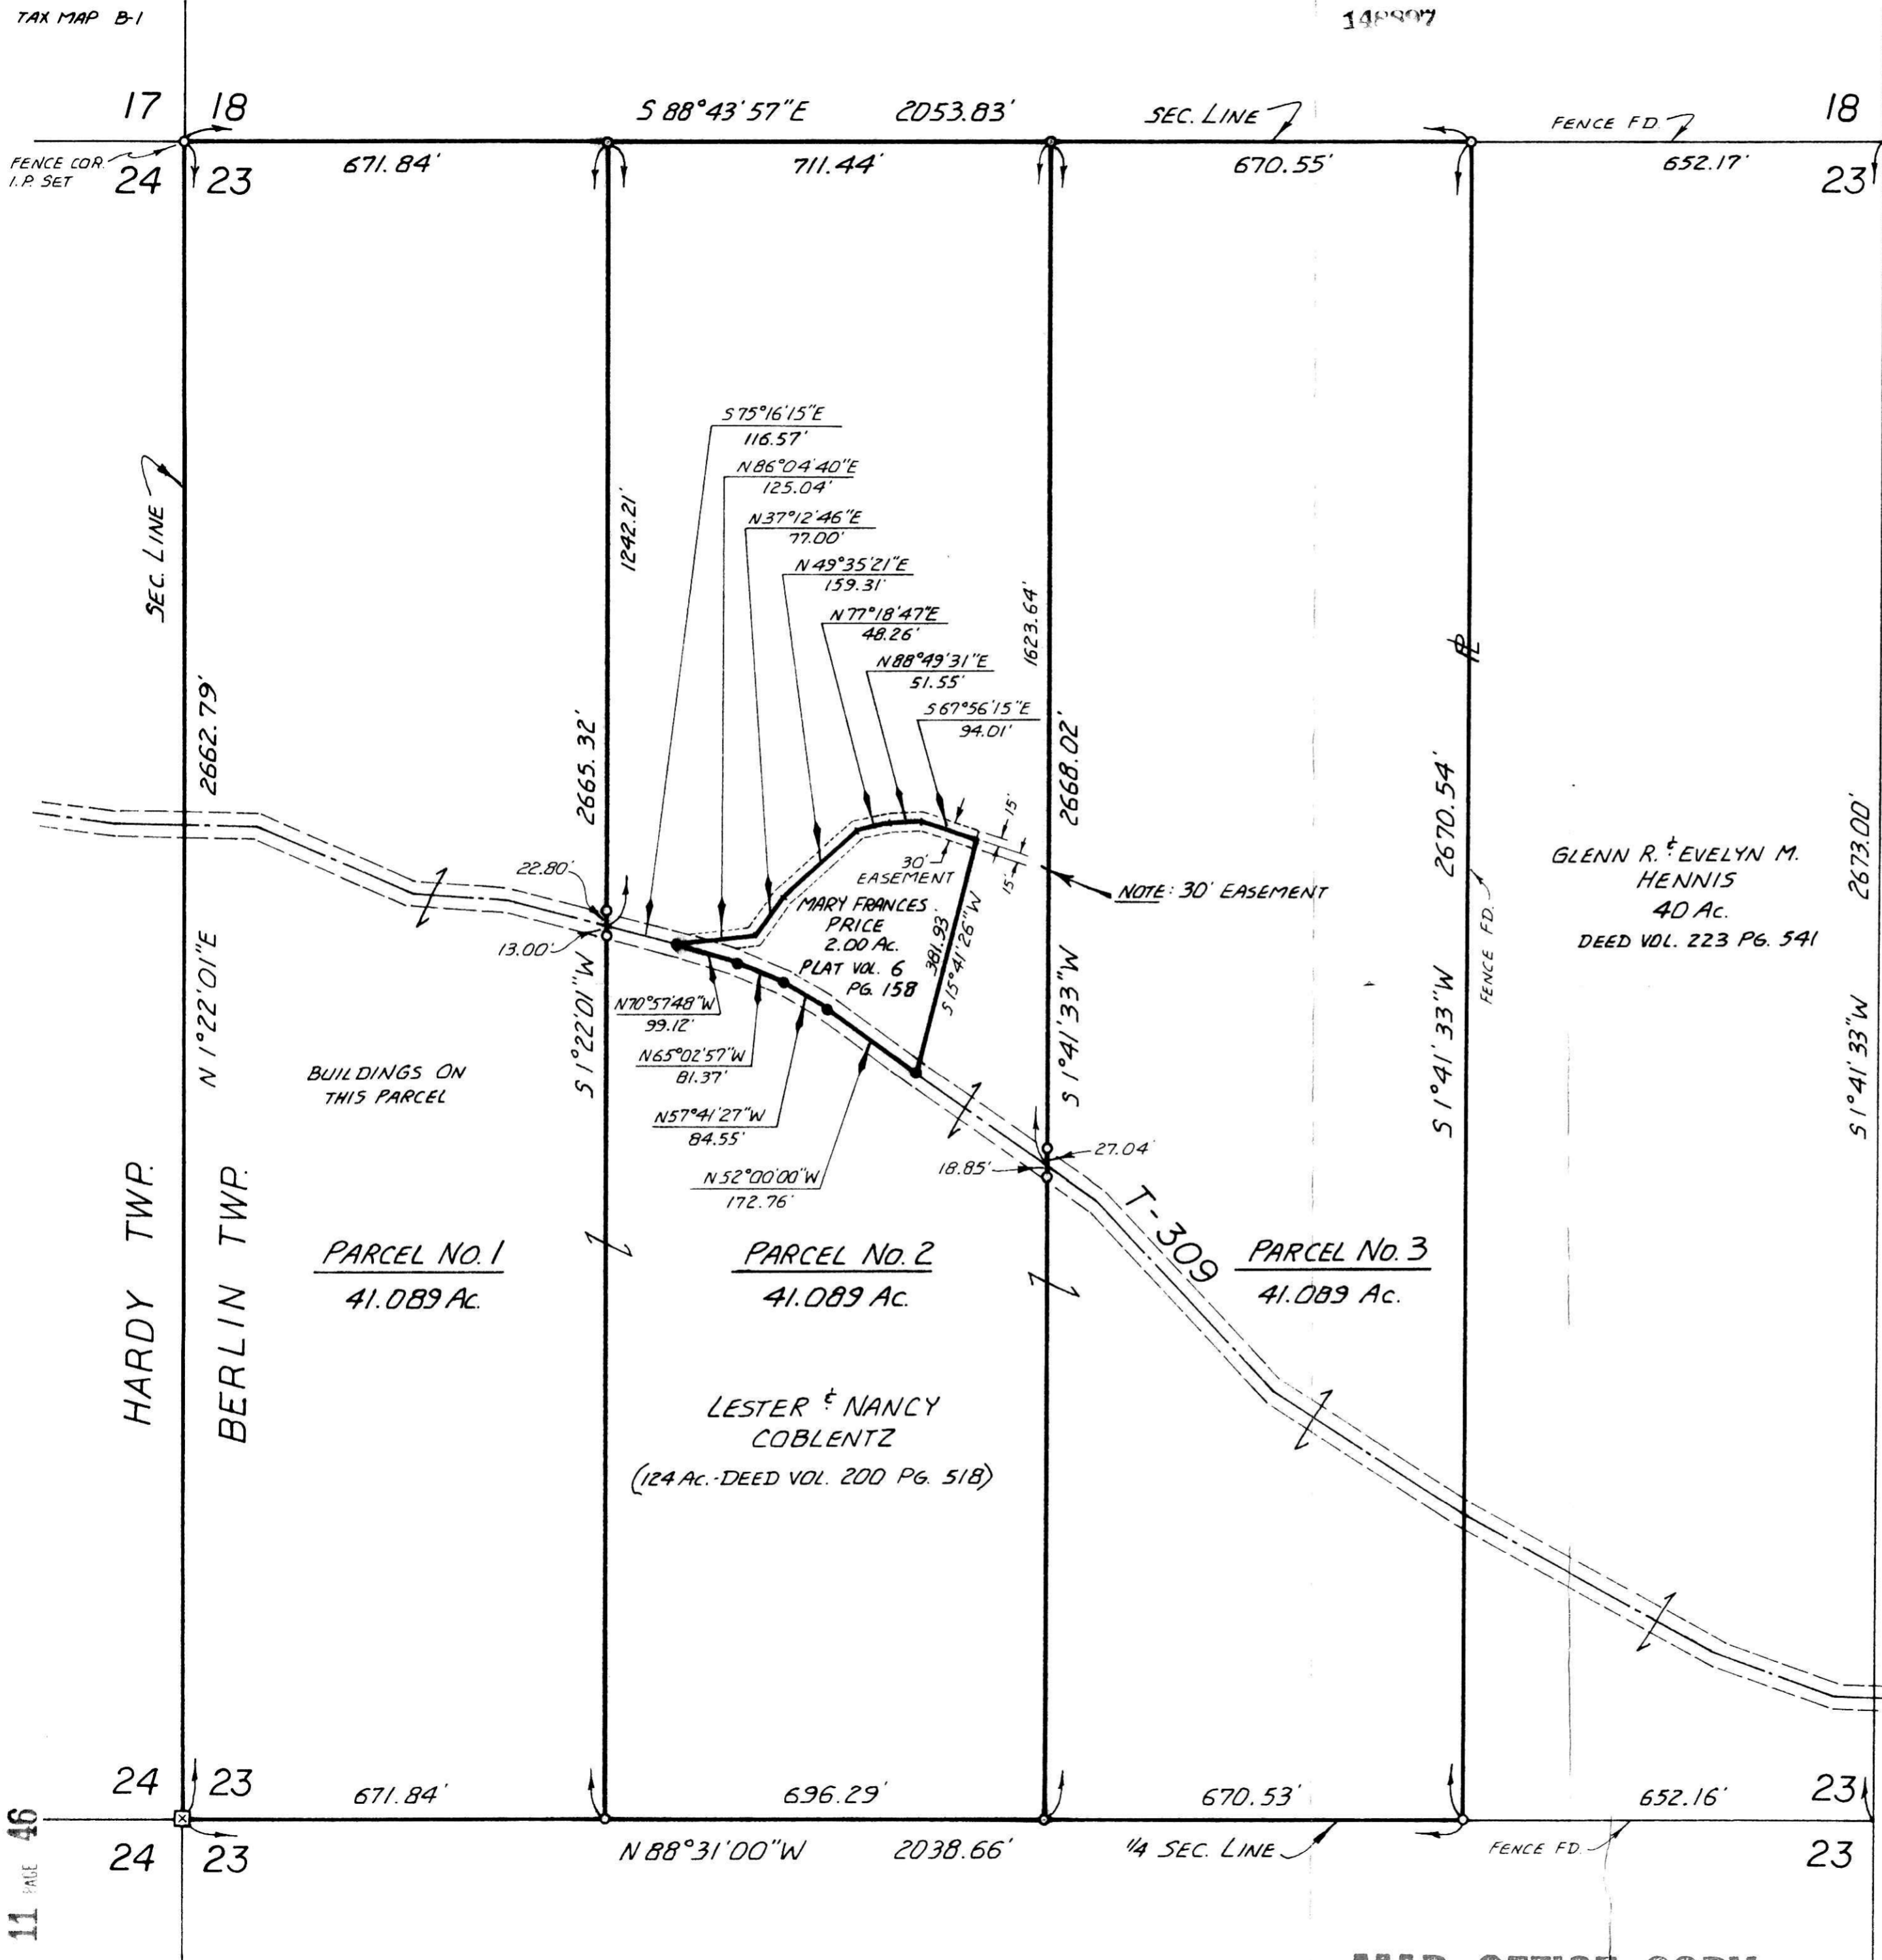 TAX MAP B-1
17
18
S 88°43'57"E
2053.83'
SEC. LINE
FENCE FD.
18
FENCE COR.
I.P. SET
24
23
671.84'
711.44'
670.55'
652.17'
23
S75°16'15"E
116.57'
N86°04'40"E
125.04'
N37°12'46"E
77.00'
N49°35'21"E
159.31'
N77°18'47"E
48.26'
N88°49'31"E
51.55'
S67°56'15"E
94.01'
SEC. LINE
1242.21'
1623.64'
PL
2662.79'
2665.32'
2668.02'
2670.54'
2673.00'
15'
15'
30'
EASEMENT
NOTE: 30' EASEMENT
22.80'
13.00'
MARY FRANCES
PRICE
2.00 Ac.
PLAT VOL. 6
PG. 158
381.93
S15°41'26"W
GLENN R. & EVELYN M.
HENNIS
40 Ac.
DEED VOL. 223 PG. 541
FENCE FD.
N 1°22'01"E
S 1°22'01"W
S 1°41'33"W
S 1°41'33"W
S 1°41'33"W
N70°57'48"W
99.12'
N65°02'57"W
81.37'
N57°41'27"W
84.55'
N52°00'00"W
172.76'
BUILDINGS ON
THIS PARCEL
27.04'
18.85'
HARDY TWP.
BERLIN TWP.
T-309
PARCEL NO. 1
41.089 Ac.
PARCEL NO. 2
41.089 Ac.
PARCEL NO. 3
41.089 Ac.
LESTER & NANCY
COBLENTZ
(124 Ac.-DEED VOL. 200 PG. 518)
24
23
671.84'
696.29'
670.53'
652.16'
23
24
23
N 88°31'00"W
2038.66'
1/4 SEC. LINE
FENCE FD.
23
11 PAGE 46